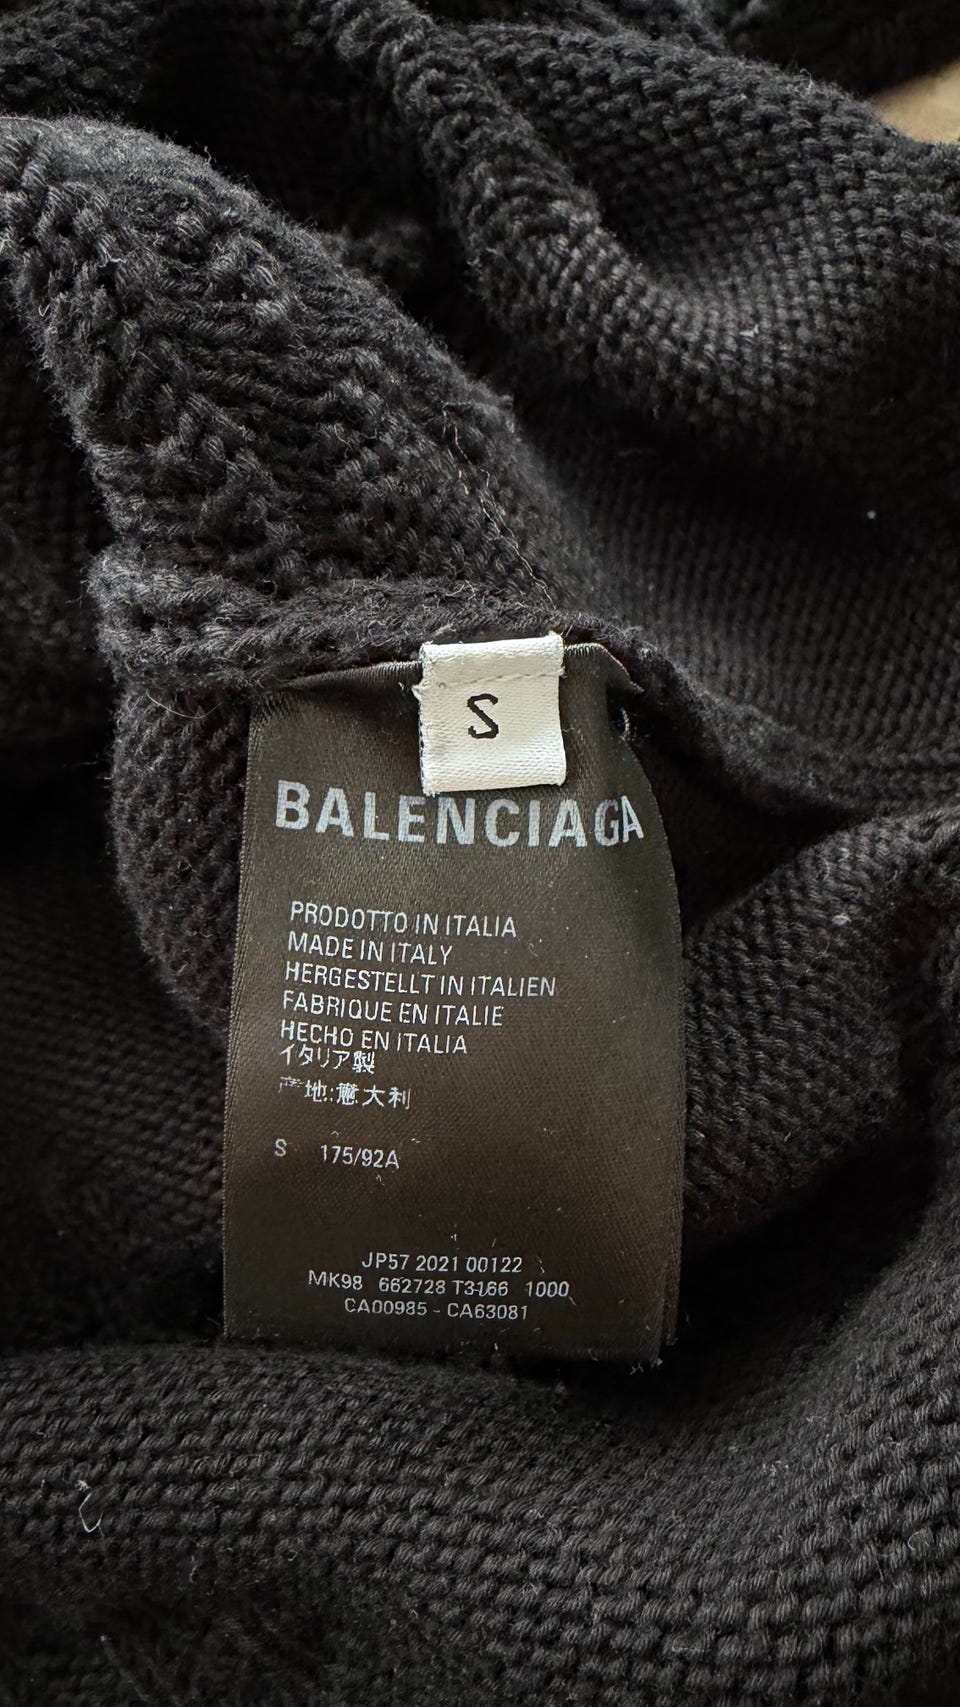 S
BALENCIAGA
PRODOTTO IN ITALIA
MADE IN ITALY
HERGESTELLT IN ITALIEN
FABRIQUE EN ITALIE
HECHO EN ITALIA
イタリア製
产地:意大利
S 175/92A
JP57 2021 00122
MK98 662728 T3166 1000
CA00985 - CA63081